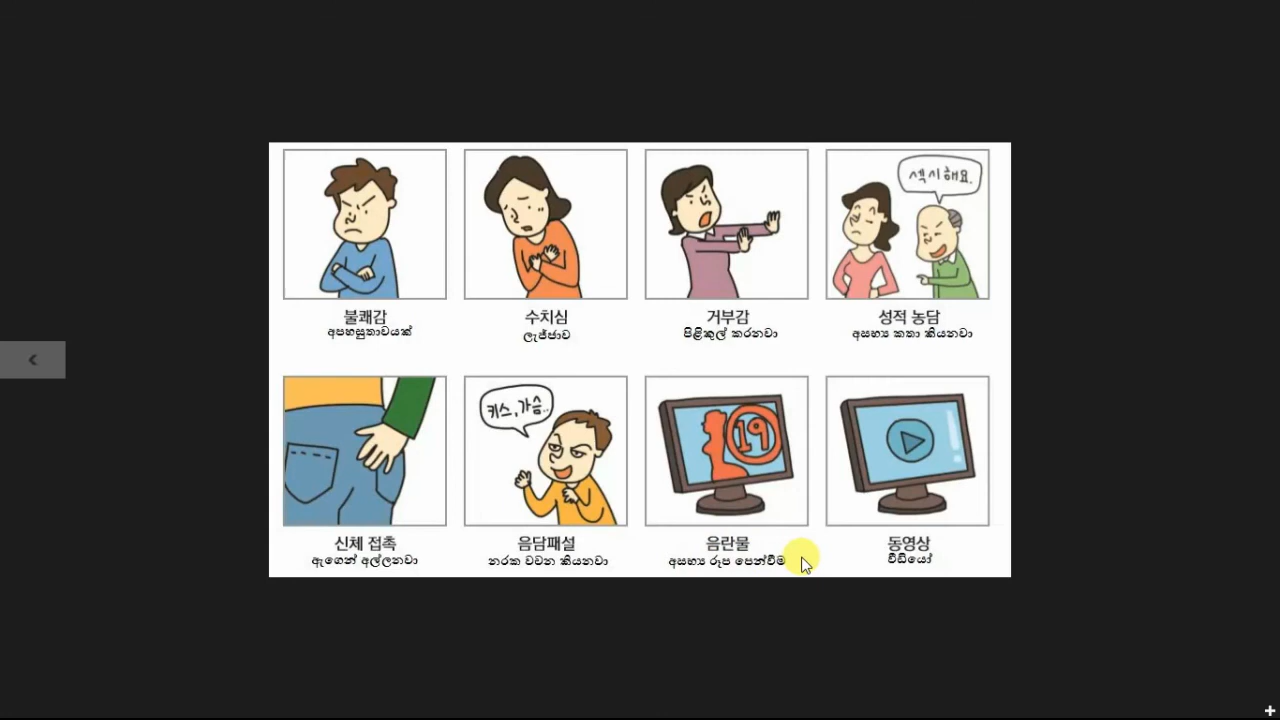 섹시해요.
불쾌감
අපහසුතාවයක්
수치심
ලැජ්ජාව
거부감
පිළිකුල් කරනවා
성적 농담
අසභ්‍ය කතා කියනවා
키스, 가슴..
19
신체 접촉
ඇගෙන් අල්ලනවා
음담패설
නරක වචන කියනවා
음란물
අසභ්‍ය රූප පෙන්වීම
동영상
වීඩියෝ